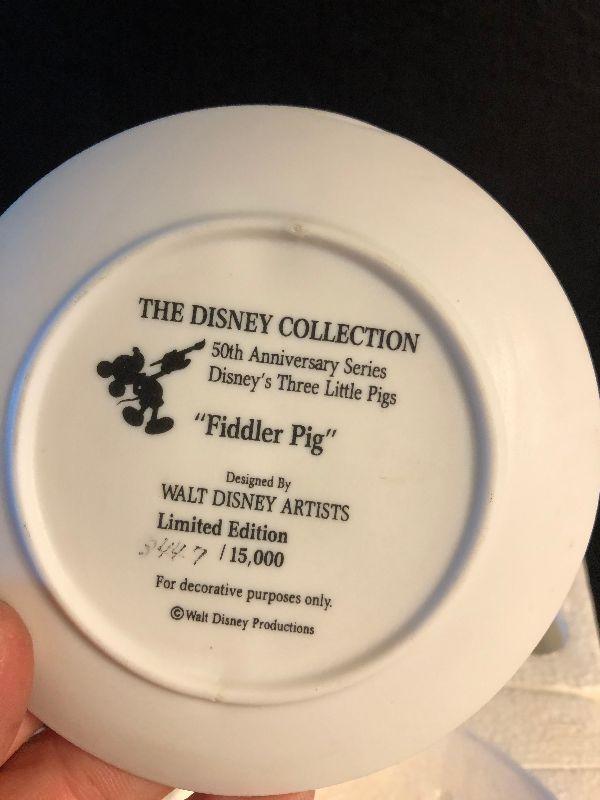 THE DISNEY COLLECTION
50th Anniversary Series
Disney's Three Little Pigs
"Fiddler Pig"
Designed By
WALT DISNEY ARTISTS
Limited Edition
3447 / 15,000
For decorative purposes only.
©Walt Disney Productions